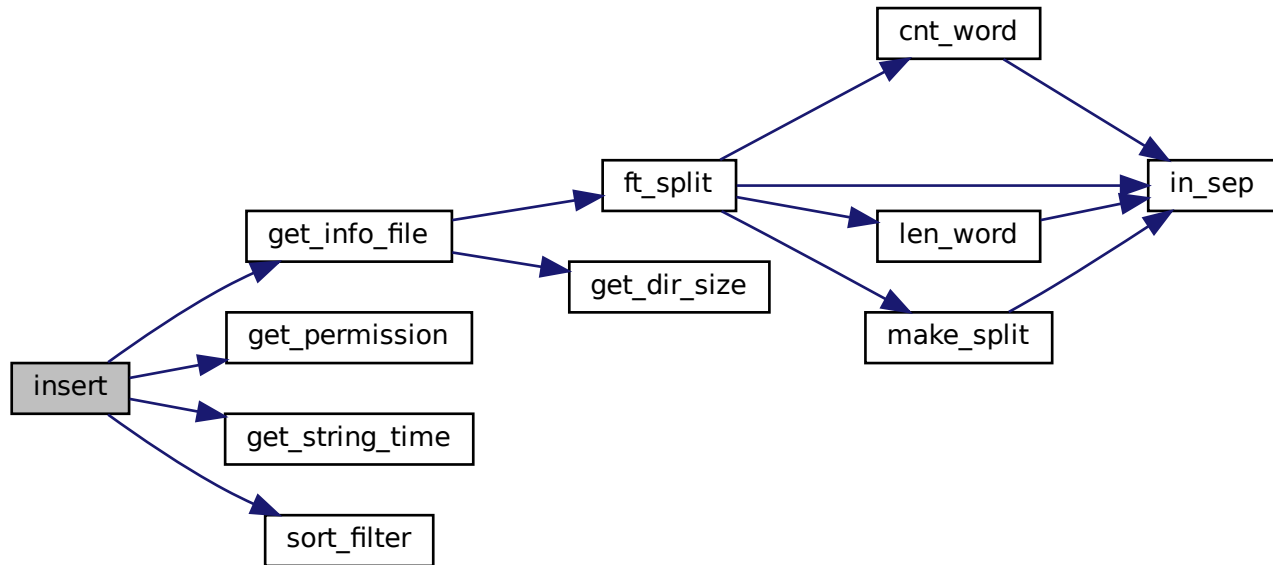 cnt_word
ft_split
in_sep
get_info_file
len_word
get_dir_size
get_permission
make_split
insert
get_string_time
sort_filter